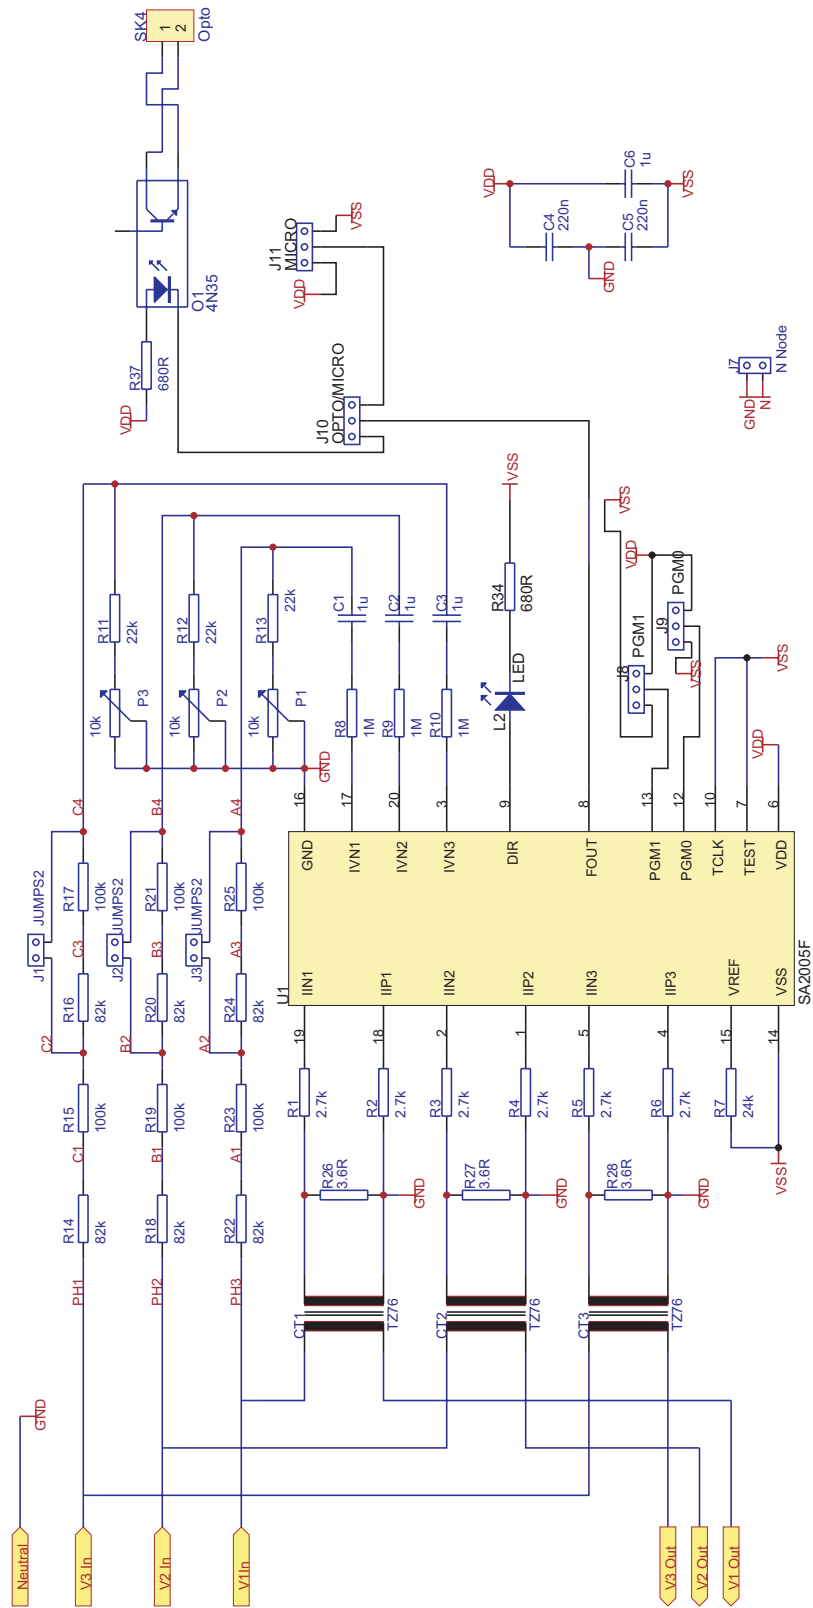 SK4
1
2
Opto
O1
4N35
R37
680R
VDD
J11
MICRO
VSS
VDD
J10
OPTO/MICRO
VDD
C6
1u
VSS
C4
220n
C5
220n
GND
J7
N Node
GND
N
R11
22k
R12
22k
R13
22k
10k
P3
10k
P2
10k
P1
GND
C1
1u
C2
1u
C3
1u
R8
1M
R9
1M
R10
1M
VSS
R34
680R
L2
LED
VSS
VDD
PGM1
J8
PGM0
J9
VSS
VSS
VDD
C4
B4
A4
J1
JUMPS2
J2
JUMPS2
J3
JUMPS2
R17
100k
R21
100k
R25
100k
C3
B3
A3
R16
82k
R20
82k
R24
82k
C2
B2
A2
R15
100k
R19
100k
R23
100k
C1
B1
A1
R14
82k
R18
82k
R22
82k
PH1
PH2
PH3
16
17
20
3
9
8
13
12
10
7
6
GND
IVN1
IVN2
IVN3
DIR
FOUT
PGM1
PGM0
TCLK
TEST
VDD
U1
IIN1
IIP1
IIN2
IIP2
IIN3
IIP3
VREF
VSS
SA2005F
19
18
2
1
5
4
15
14
R1
2.7k
R2
2.7k
R3
2.7k
R4
2.7k
R5
2.7k
R6
2.7k
R7
24k
VSS
R26
3.6R
GND
R27
3.6R
GND
R28
3.6R
GND
CT1
TZ76
CT2
TZ76
CT3
TZ76
GND
Neutral
V3 In
V2 In
V1In
V3 Out
V2 Out
V1 Out